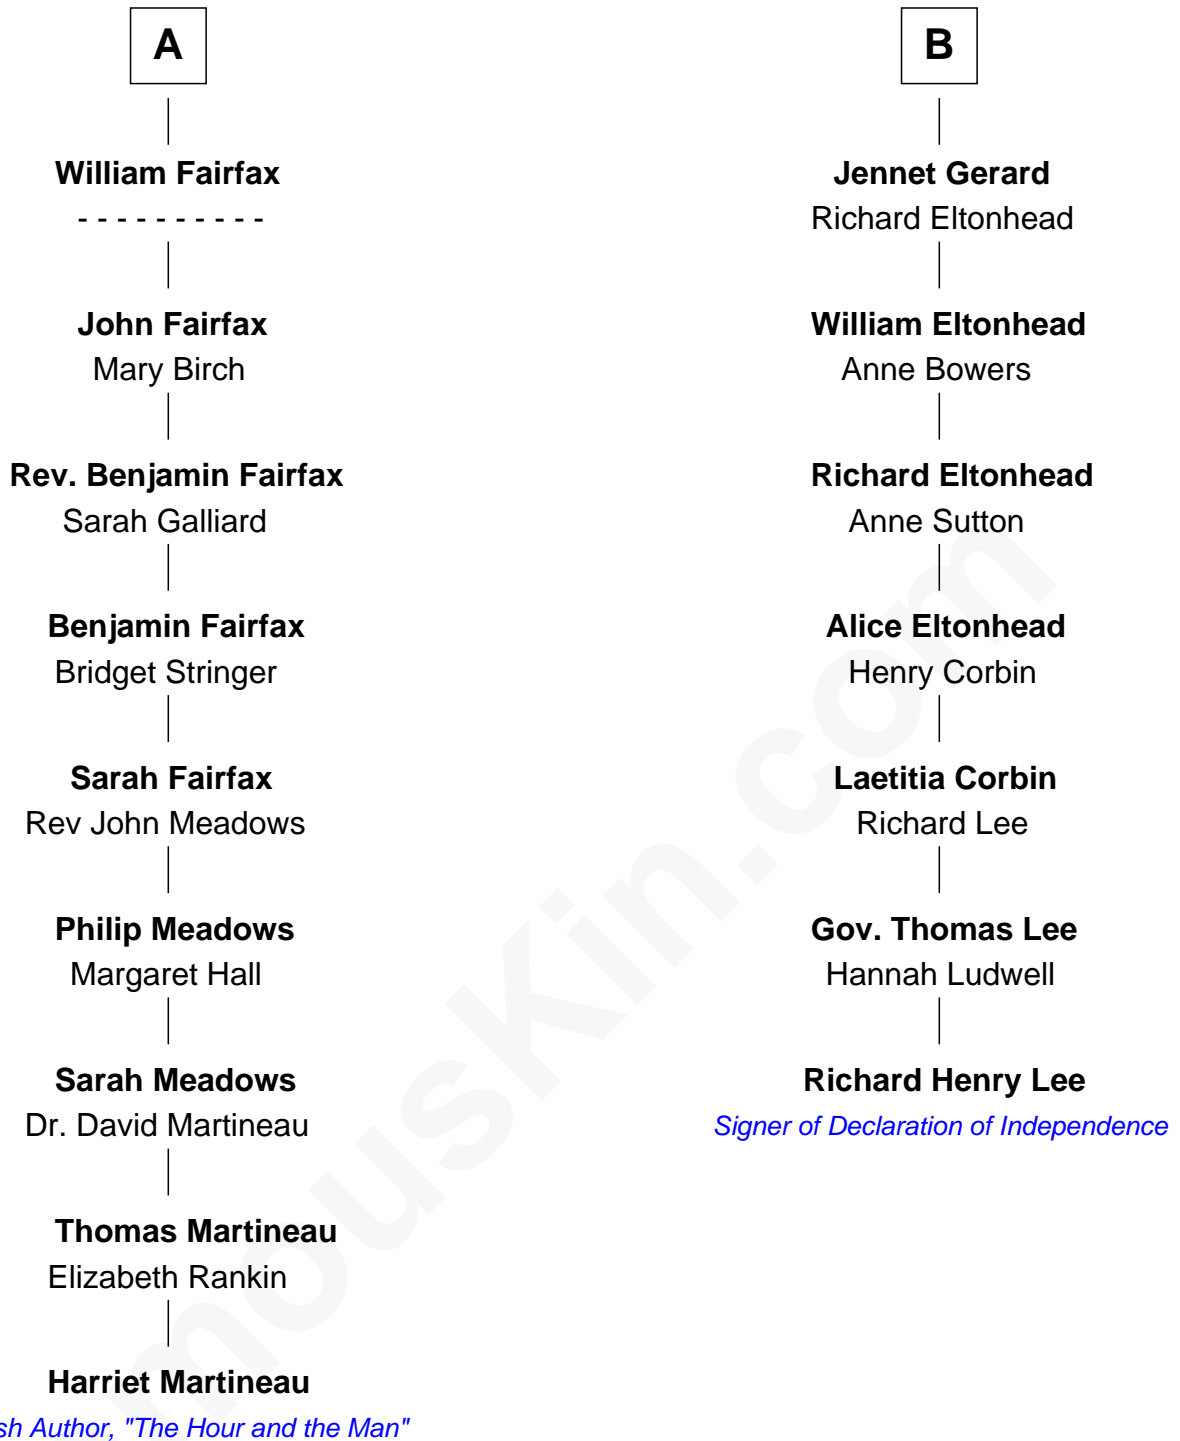 A
William Fairfax
- - - - - - - - - -
John Fairfax
Mary Birch
Rev. Benjamin Fairfax
Sarah Galliard
Benjamin Fairfax
Bridget Stringer
Sarah Fairfax
Rev John Meadows
Philip Meadows
Margaret Hall
Sarah Meadows
Dr. David Martineau
Thomas Martineau
Elizabeth Rankin
Harriet Martineau
sh Author, "The Hour and the Man"
B
Jennet Gerard
Richard Eltonhead
William Eltonhead
Anne Bowers
Richard Eltonhead
Anne Sutton
Alice Eltonhead
Henry Corbin
Laetitia Corbin
Richard Lee
Gov. Thomas Lee
Hannah Ludwell
Richard Henry Lee
Signer of Declaration of Independence
mousKin.com